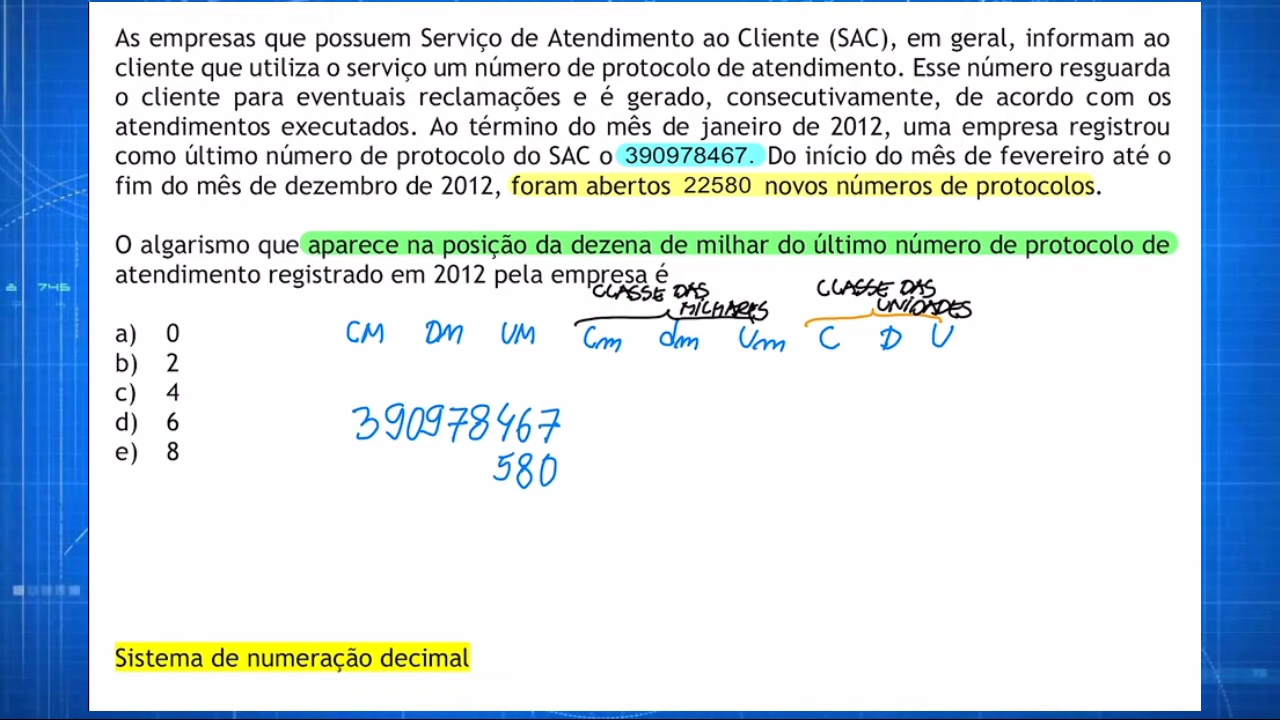 As empresas que possuem Serviço de Atendimento ao Cliente (SAC), em geral, informam ao
cliente que utiliza o serviço um número de protocolo de atendimento. Esse número resguarda
o cliente para eventuais reclamações e é gerado, consecutivamente, de acordo com os
atendimentos executados. Ao término do mês de janeiro de 2012, uma empresa registrou
como último número de protocolo do SAC o 390978467. Do início do mês de fevereiro até o
fim do mês de dezembro de 2012, foram abertos 22580 novos números de protocolos.
O algarismo que aparece na posição da dezena de milhar do último número de protocolo de
atendimento registrado em 2012 pela empresa é
CLASSE DAS MILHARES
CLASSE DAS UNIDADES
a) 0
CM DM UM Cm dm Um C D U
b) 2
c) 4
d) 6
e) 8
390978467
580
745
Sistema de numeração decimal